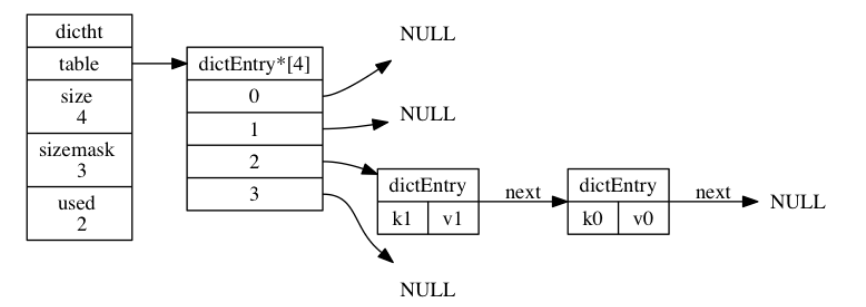 dictht
table
size
4
sizemask
3
used
2
dictEntry*[4]
0
1
2
3
NULL
NULL
dictEntry
k1 v1
next
dictEntry
k0 v0
next
NULL
NULL